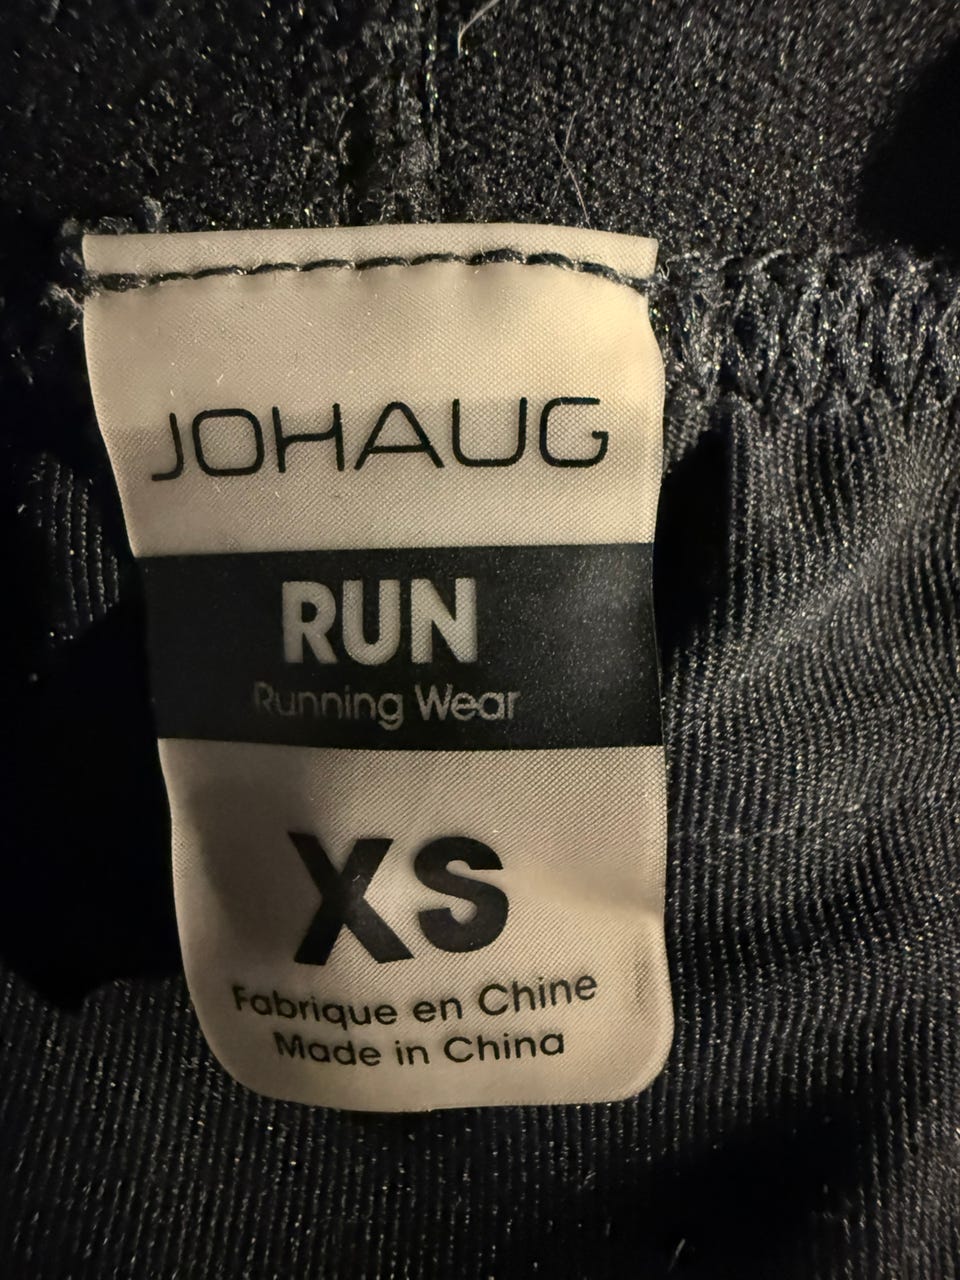 JOHAUG
RUN
Running Wear
XS
Fabrique en Chine
Made in China